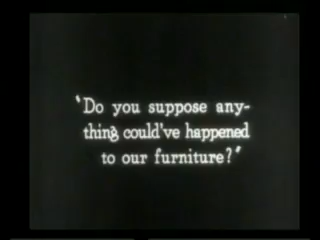 "Do you suppose any-
thing could've happened
to our furniture?"